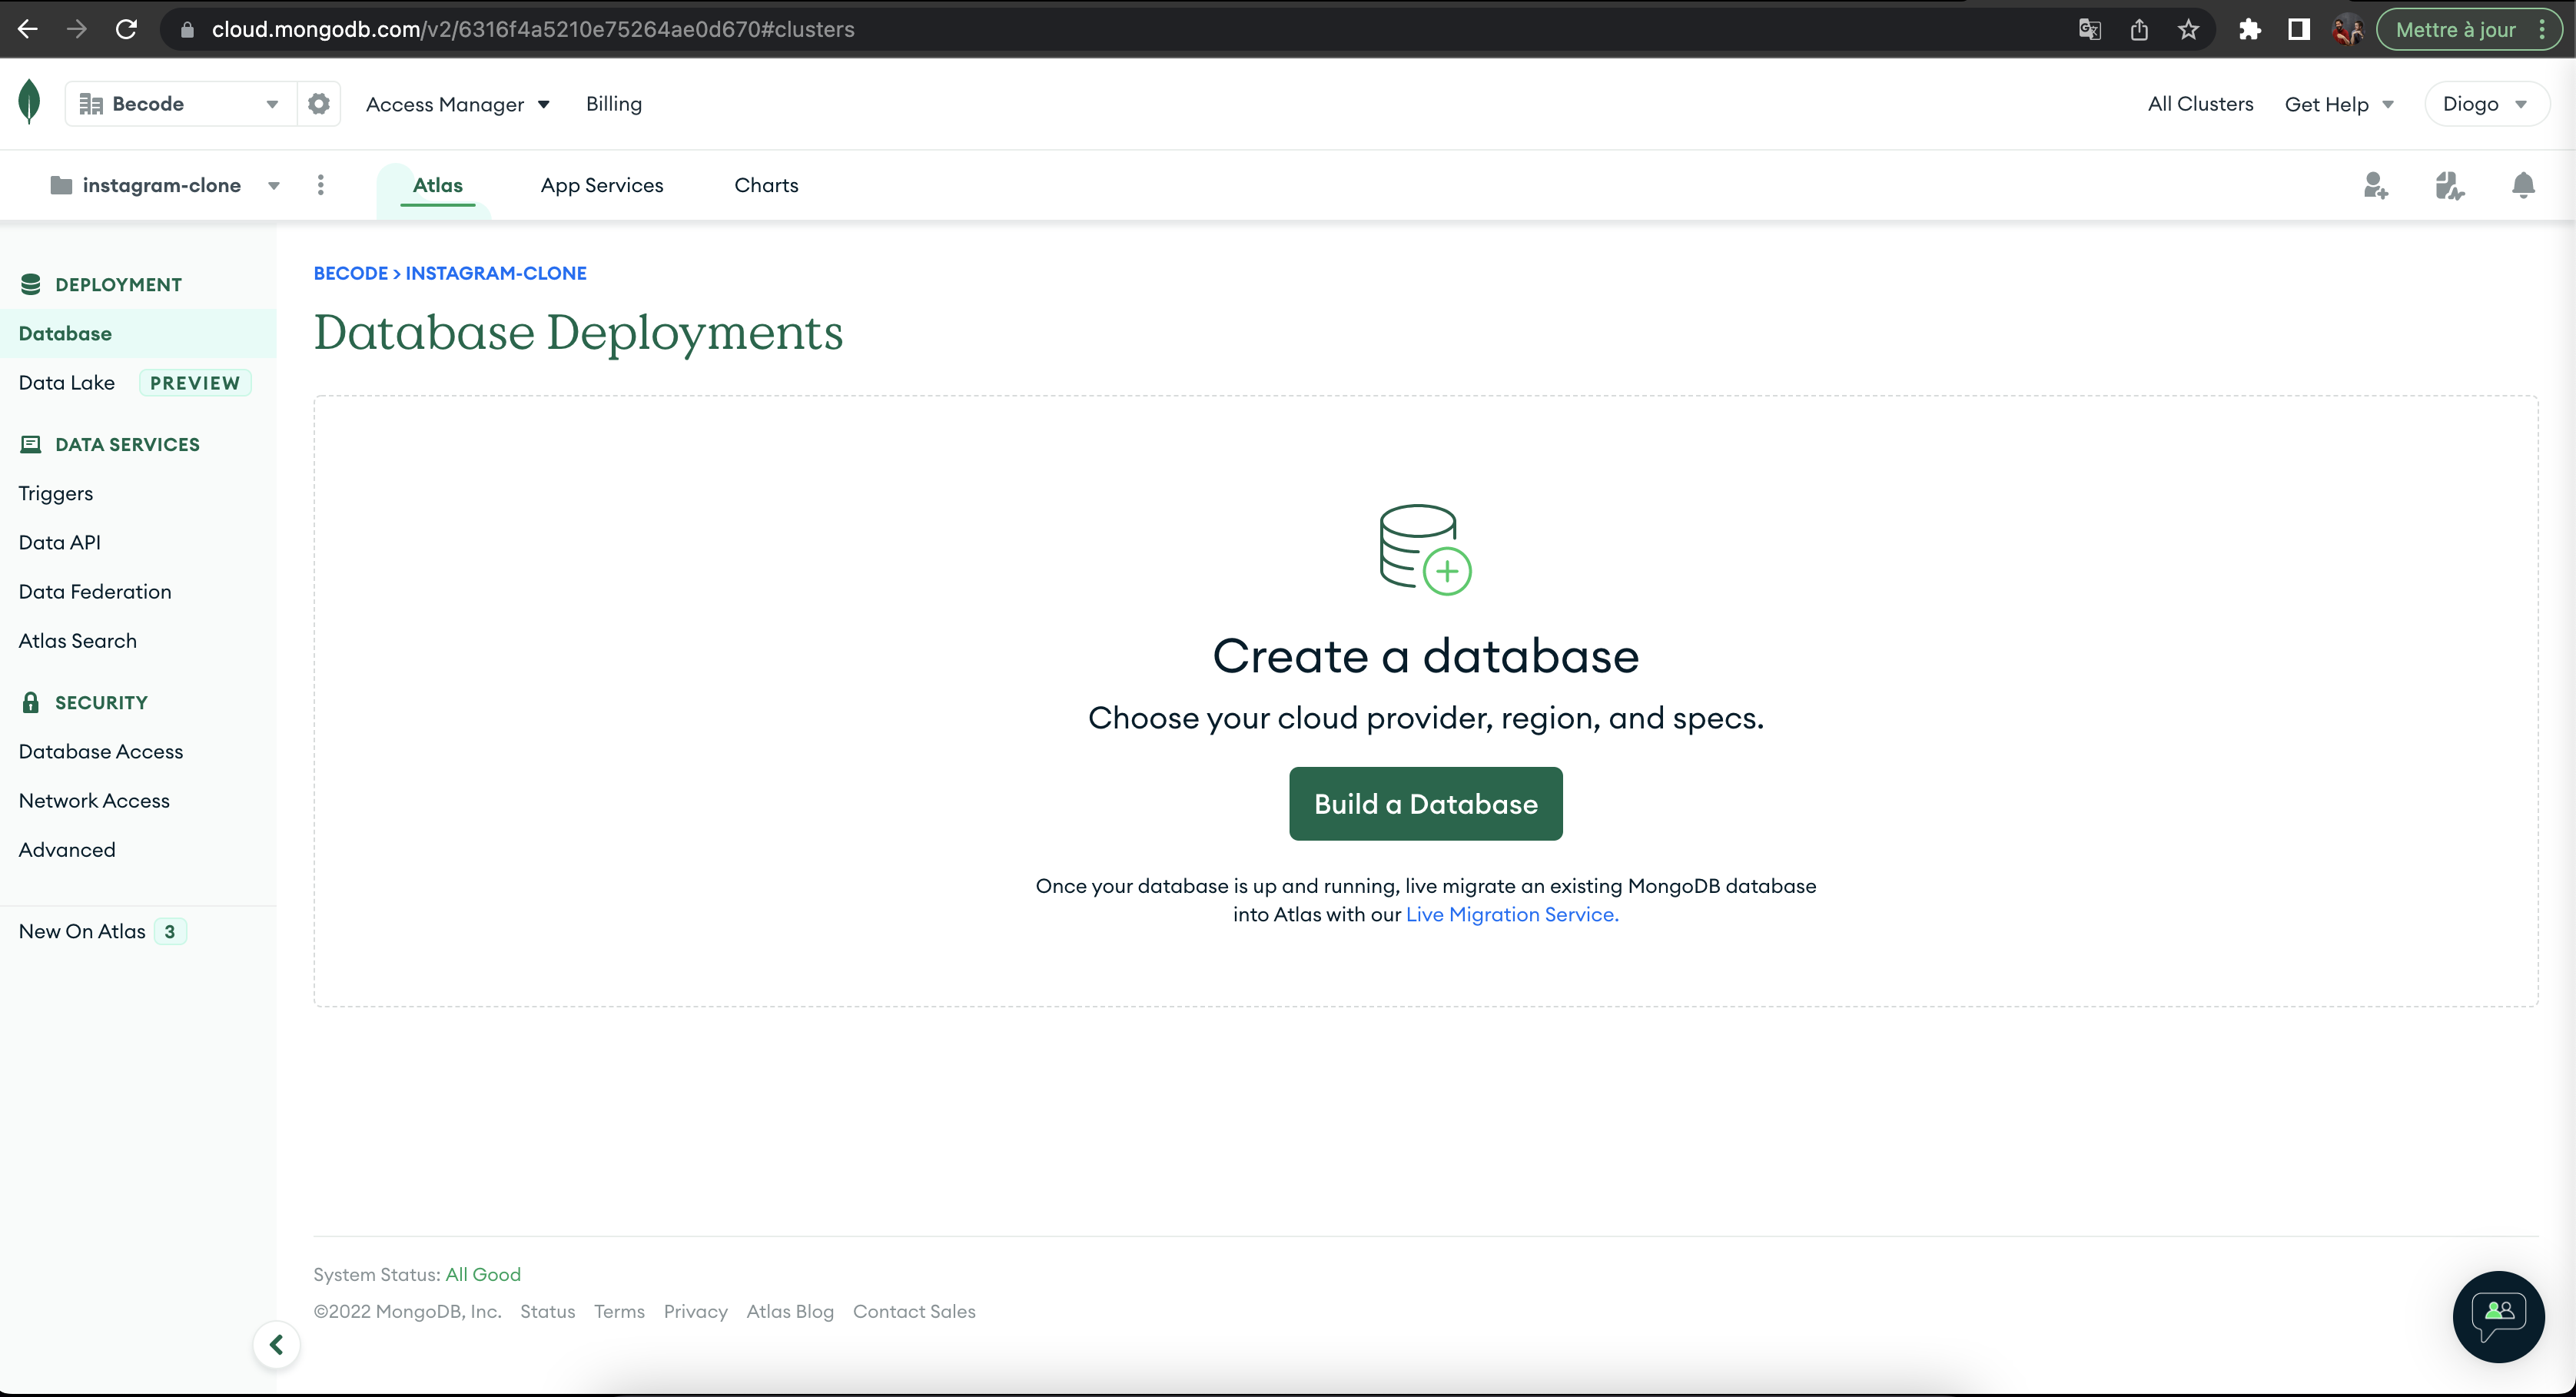 cloud.mongodb.com/v2/6316f4a5210e75264ae0d670#clusters
Mettre à jour
Becode
Access Manager
Billing
All Clusters
Get Help
Diogo
instagram-clone
Atlas
App Services
Charts
DEPLOYMENT
Database
Data Lake PREVIEW
DATA SERVICES
Triggers
Data API
Data Federation
Atlas Search
SECURITY
Database Access
Network Access
Advanced
New On Atlas 3
BECODE > INSTAGRAM-CLONE
Database Deployments
Create a database
Choose your cloud provider, region, and specs.
Build a Database
Once your database is up and running, live migrate an existing MongoDB database
into Atlas with our Live Migration Service.
System Status: All Good
©2022 MongoDB, Inc. Status Terms Privacy Atlas Blog Contact Sales